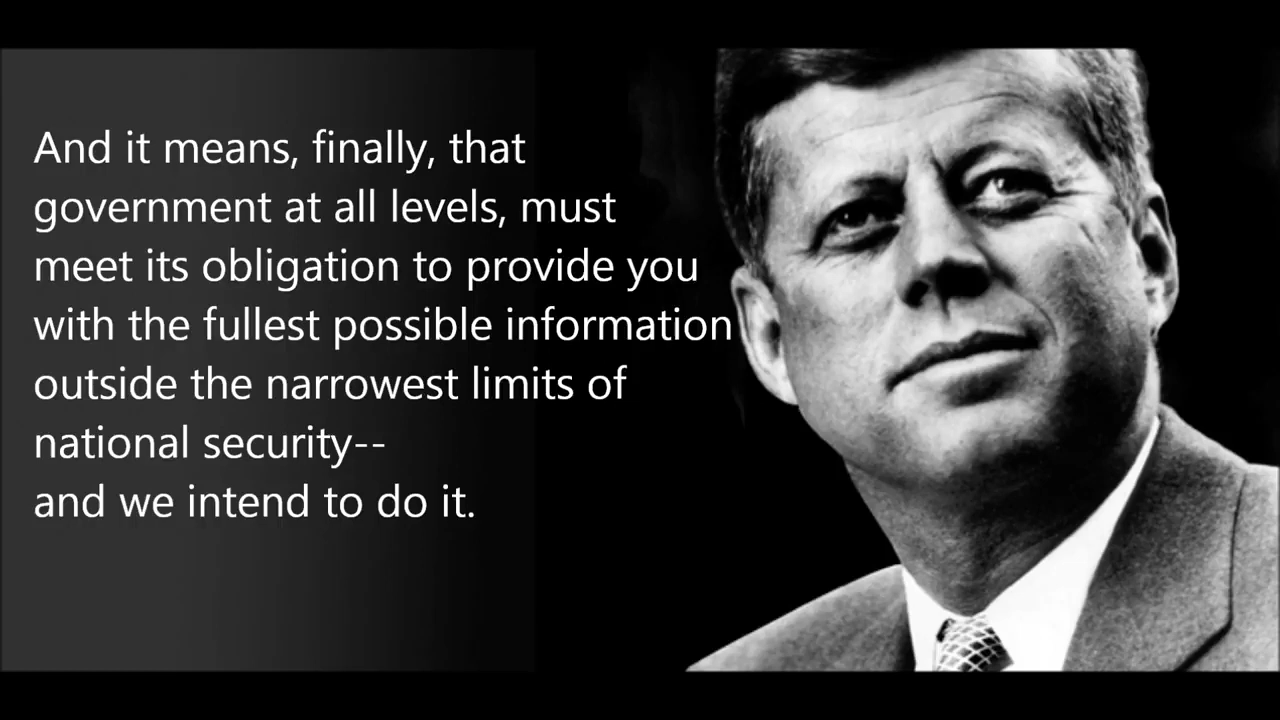 And it means, finally, that
government at all levels, must
meet its obligation to provide you
with the fullest possible information
outside the narrowest limits of
national security--
and we intend to do it.